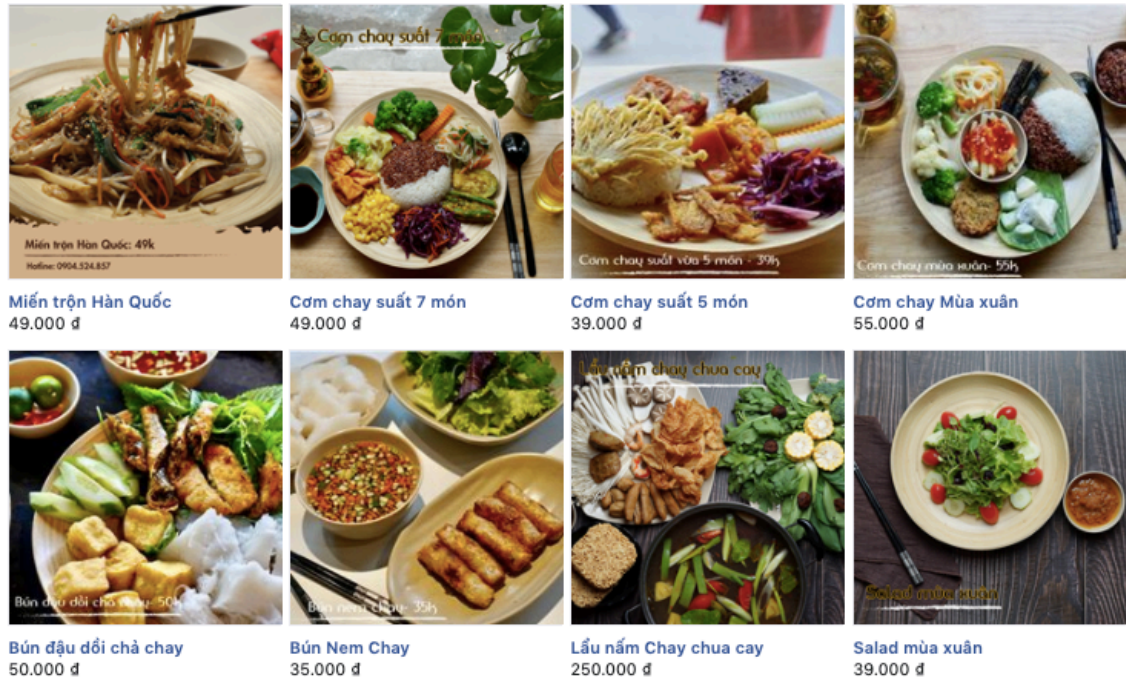 Miến trộn Hàn Quốc: 49k
Hotline: 0904.524.857
Cơm chay suất 7 món
Cơm chay suất vừa 5 món - 39k
Cơm chay mùa xuân- 55k
Miến trộn Hàn Quốc
49.000 ₫
Cơm chay suất 7 món
49.000 ₫
Cơm chay suất 5 món
39.000 ₫
Cơm chay Mùa xuân
55.000 ₫
Bún đậu dồi chả chay- 50k
Bún nem chay- 35k
Lẩu nấm chay chua cay
Salad mùa xuân
Bún đậu dồi chả chay
50.000 ₫
Bún Nem Chay
35.000 ₫
Lẩu nấm Chay chua cay
250.000 ₫
Salad mùa xuân
39.000 ₫